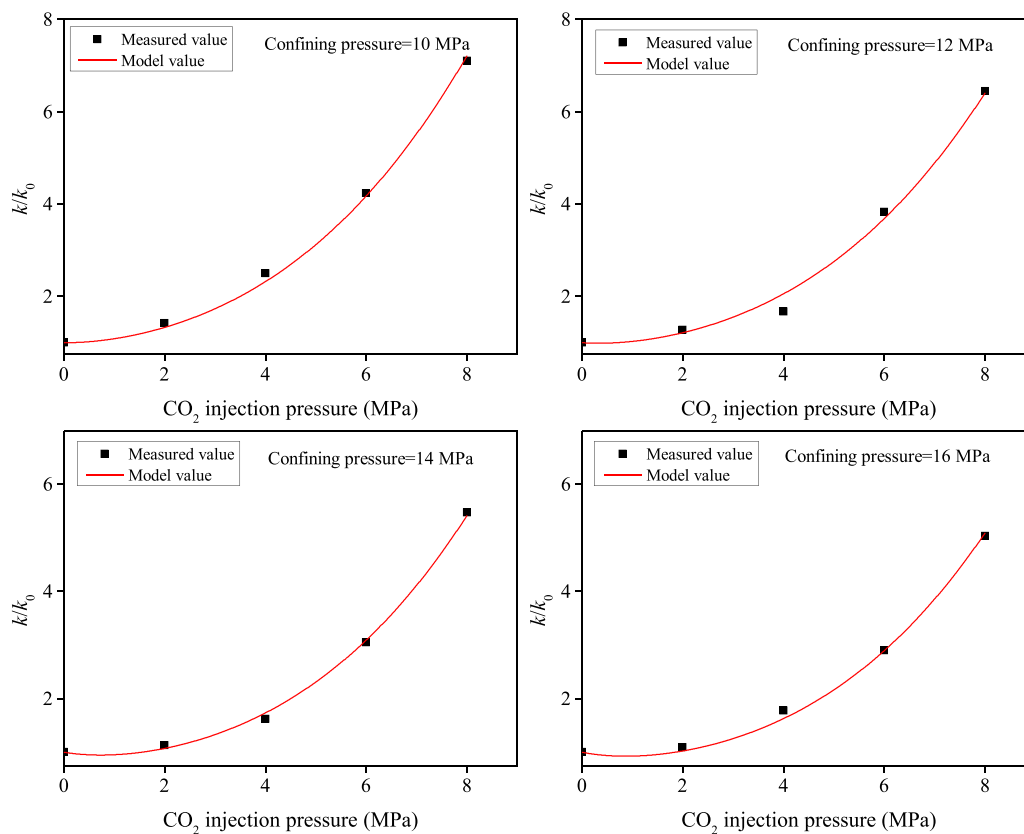 Measured value
Model value
Confining pressure=10 MPa
8
6
4
2
k/k0
0 2 4 6 8
CO2 injection pressure (MPa)
Measured value
Model value
Confining pressure=12 MPa
8
6
4
2
k/k0
0 2 4 6 8
CO2 injection pressure (MPa)
Measured value
Model value
Confining pressure=14 MPa
6
4
2
k/k0
0 2 4 6 8
CO2 injection pressure (MPa)
Measured value
Model value
Confining pressure=16 MPa
6
4
2
k/k0
0 2 4 6 8
CO2 injection pressure (MPa)